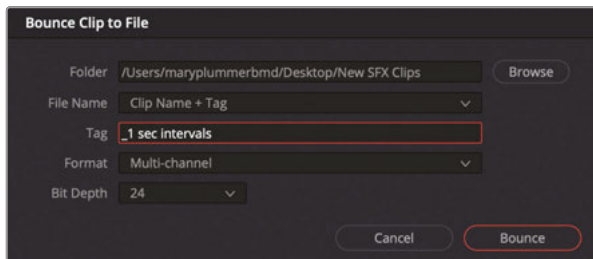 Bounce Clip to File
Folder /Users/maryplummerbmd/Desktop/New SFX Clips Browse
File Name Clip Name + Tag
Tag _1 sec intervals
Format Multi-channel
Bit Depth 24
Cancel Bounce